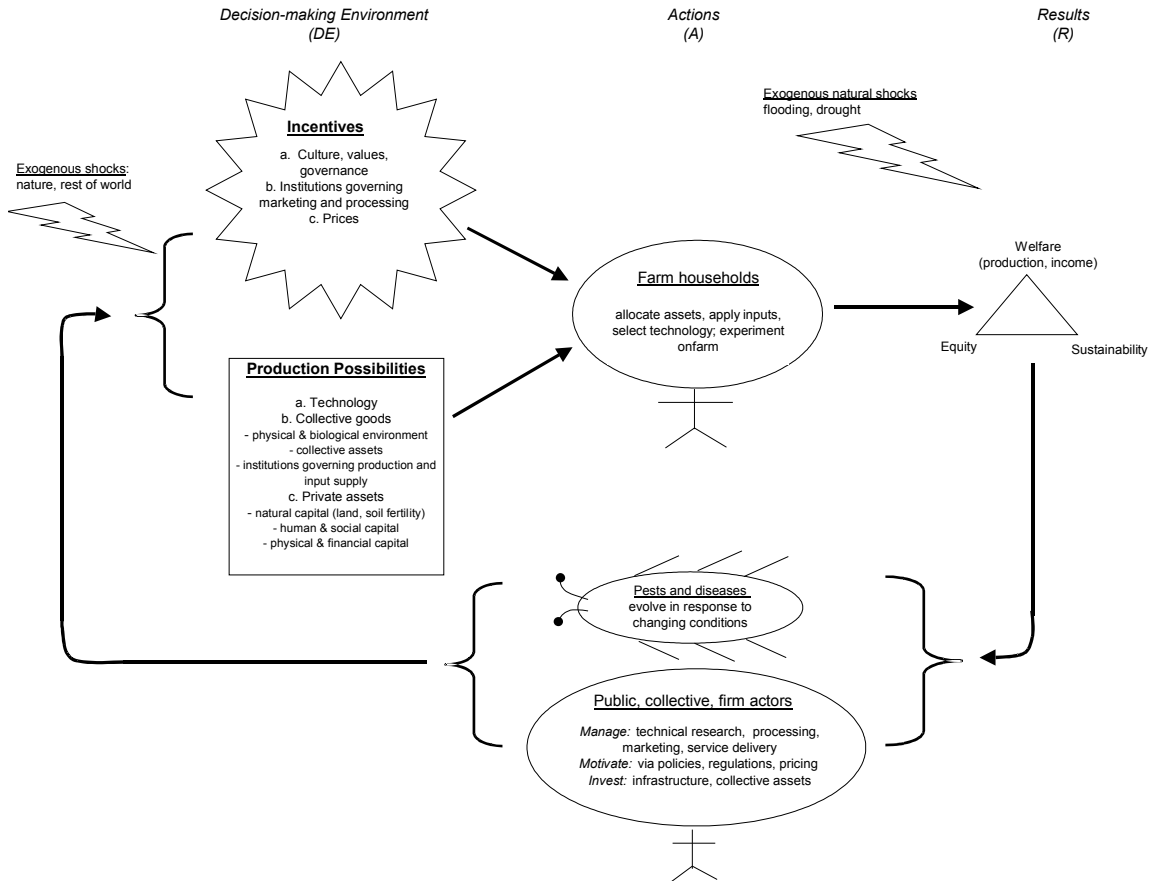 Decision-making Environment
(DE)
Actions
(A)
Results
(R)
Exogenous shocks:
nature, rest of world
Incentives
a. Culture, values,
governance
b. Institutions governing
marketing and processing
c. Prices
Exogenous natural shocks
flooding, drought
Production Possibilities
a. Technology
b. Collective goods
- physical & biological environment
- collective assets
- institutions governing production and
input supply
c. Private assets
- natural capital (land, soil fertility)
- human & social capital
- physical & financial capital
Farm households
allocate assets, apply inputs,
select technology; experiment
onfarm
Welfare
(production, income)
Equity
Sustainability
Pests and diseases
evolve in response to
changing conditions
Public, collective, firm actors
Manage: technical research, processing,
marketing, service delivery
Motivate: via policies, regulations, pricing
Invest: infrastructure, collective assets